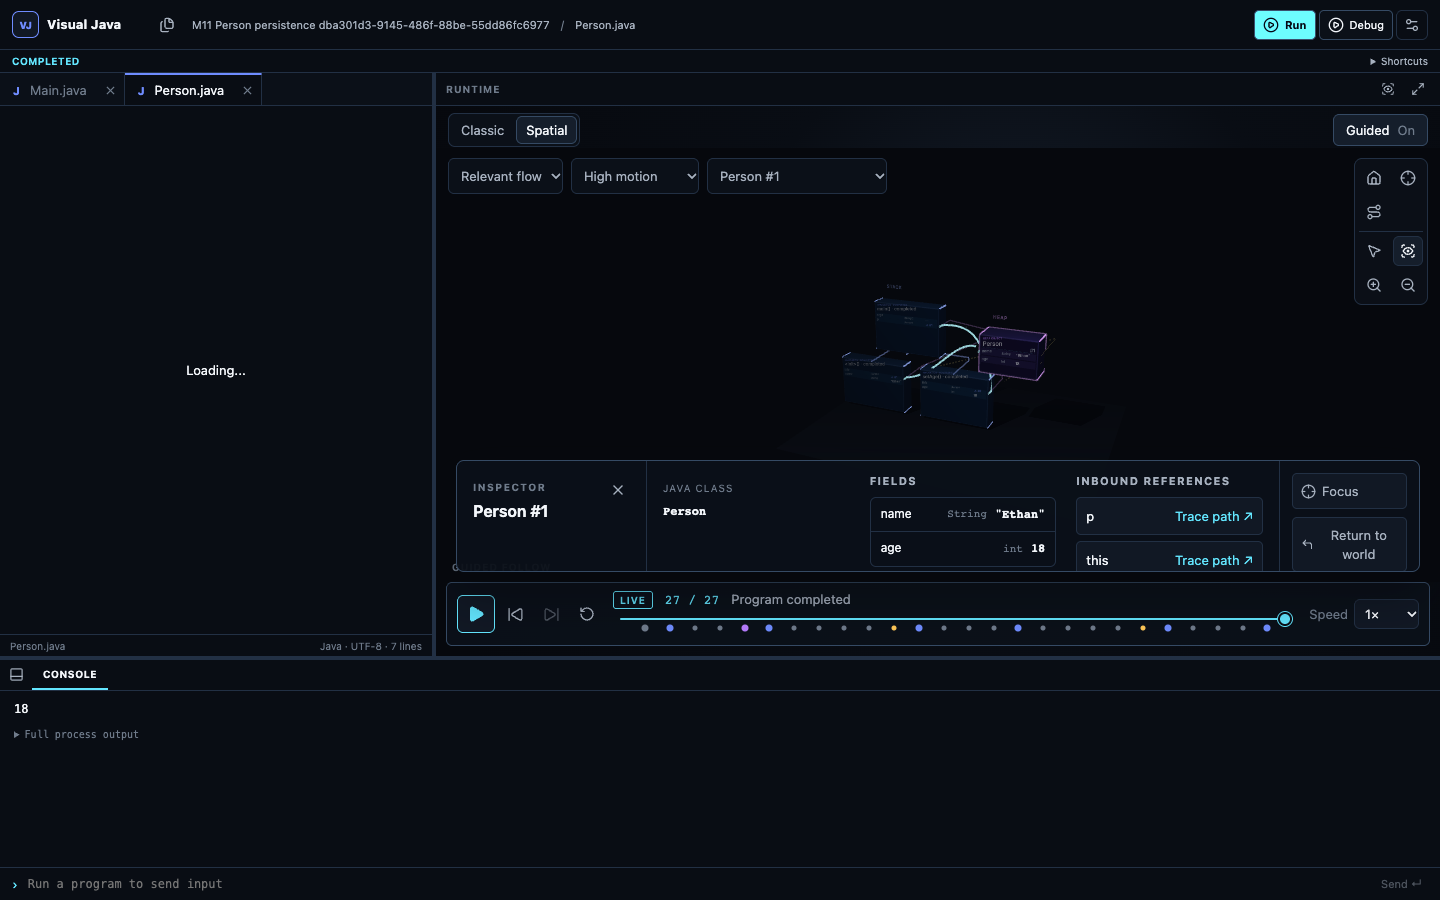 VJ Visual Java
M11 Person persistence dba301d3-9145-486f-88be-55dd86fc6977 / Person.java
Run
Debug
COMPLETED
Shortcuts
J Main.java
J Person.java
RUNTIME
Classic
Spatial
Guided On
Relevant flow
High motion
Person #1
Loading...
Heap
Person
INSPECTOR
Person #1
JAVA CLASS
Person
FIELDS
name String "Ethan"
age int 18
INBOUND REFERENCES
p Trace path ↗
this Trace path ↗
Focus
Return to
world
LIVE 27 / 27 Program completed
Speed 1×
Person.java
Java · UTF-8 · 7 lines
CONSOLE
18
Full process output
› Run a program to send input
Send ↵